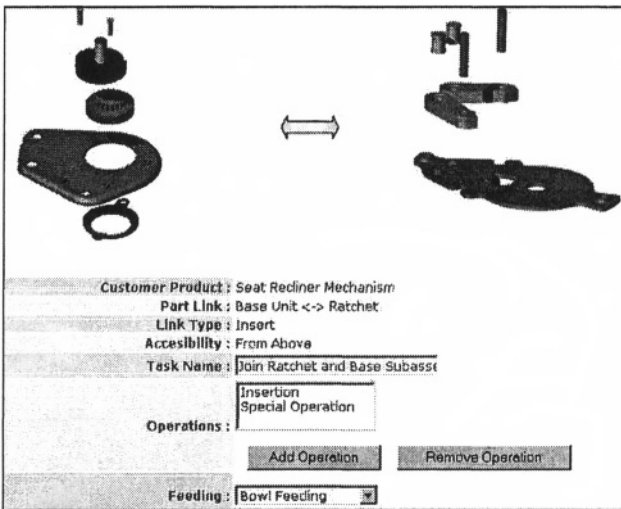 Customer Product : Seat Recliner Mechanism
Part Link : Base Unit <-> Ratchet
Link Type : Insert
Accesibility : From Above
Task Name : Join Ratchet and Base Subasse
Insertion
Special Operation
Operations :
Add Operation Remove Operation
Feeding : Bowl Feeding